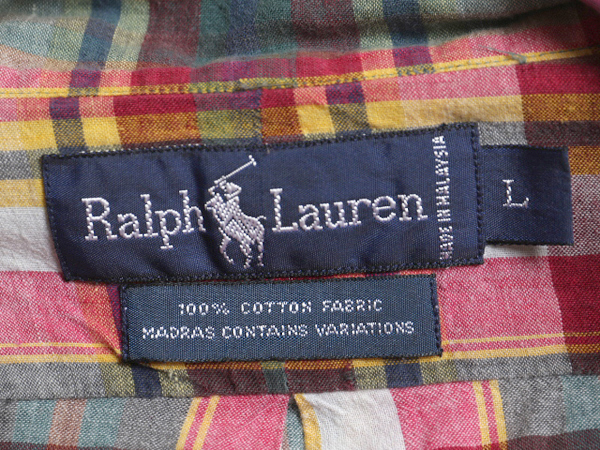 Ralph Lauren
MADE IN MALAYSIA
L
100% COTTON FABRIC
MADRAS CONTAINS VARIATIONS